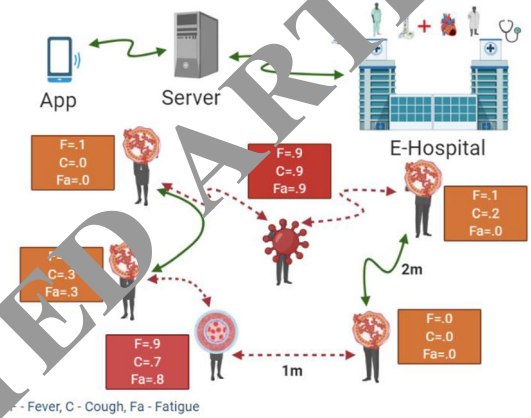 App
Server
E-Hospital
F=.1
C=.0
Fa=.0
F=.9
C=.9
Fa=.9
F=.1
C=.2
Fa=.0
C=.3
Fa=.3
2m
F=.9
C=.7
Fa=.8
1m
F=.0
C=.0
Fa=.0
F - Fever, C - Cough, Fa - Fatigue